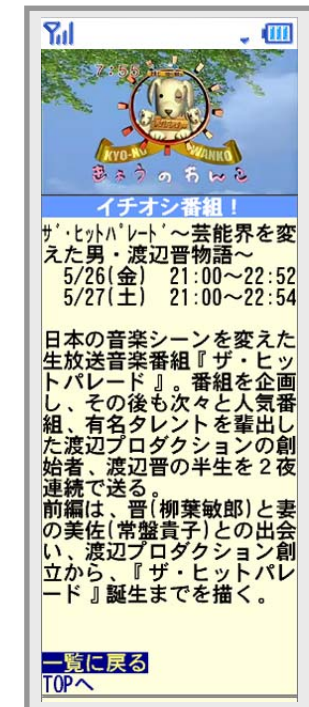 7:55
KYO-NO WANKO
きょうのわんこ
イチオシ番組！
ｻﾞ･ﾋｯﾄﾊﾟﾚｰﾄﾞ～芸能界を変
えた男・渡辺晋物語～
5/26(金) 21:00～22:52
5/27(土) 21:00～22:54
日本の音楽シーンを変えた
生放送音楽番組『ザ・ヒッ
トパレード』。番組を企画
し、その後も次々と人気番
組、有名タレントを輩出し
た渡辺プロダクションの創
始者、渡辺晋の半生を２夜
連続で送る。
前編は、晋(柳葉敏郎)と妻
の美佐(常盤貴子)との出会
い、渡辺プロダクション創
立から、『ザ・ヒットパレ
ード』誕生までを描く。
一覧に戻る
TOPへ